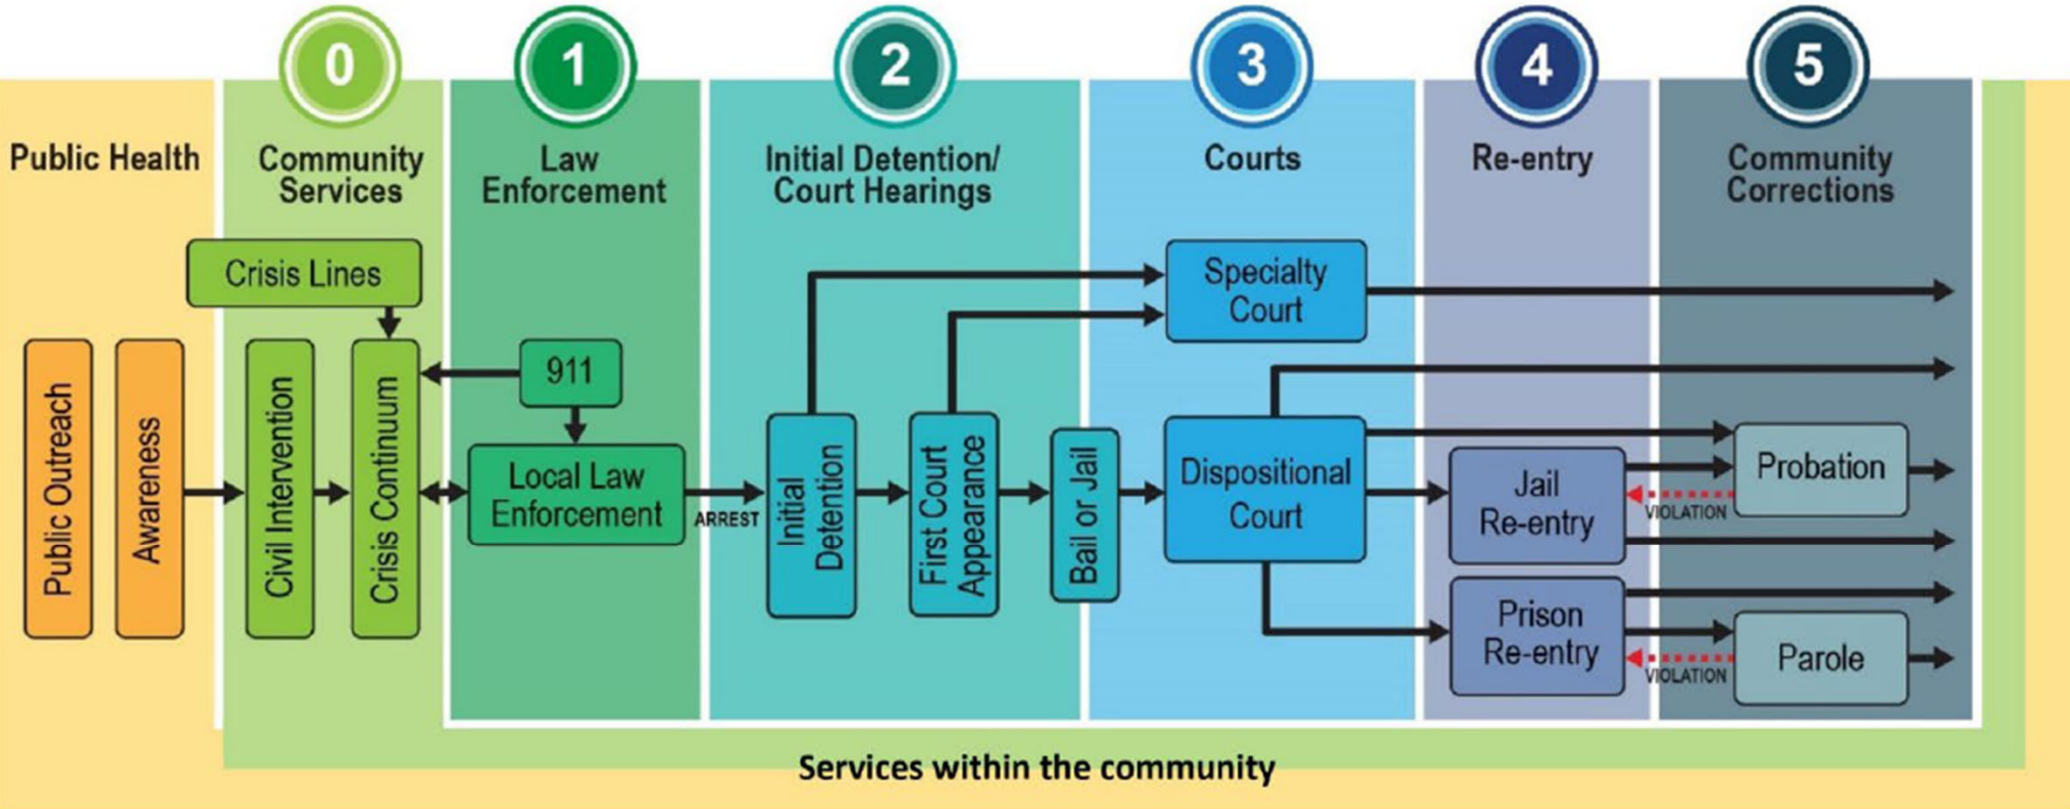 0
1
2
3
4
5
Public Health
Community
Services
Law
Enforcement
Initial Detention/
Court Hearings
Courts
Re-entry
Community
Corrections
Public Outreach
Awareness
Crisis Lines
Civil Intervention
Crisis Continuum
911
Local Law
Enforcement
ARREST
Initial
Detention
First Court
Appearance
Bail or Jail
Specialty
Court
Dispositional
Court
Jail
Re-entry
Prison
Re-entry
Probation
VIOLATION
Parole
VIOLATION
Services within the community